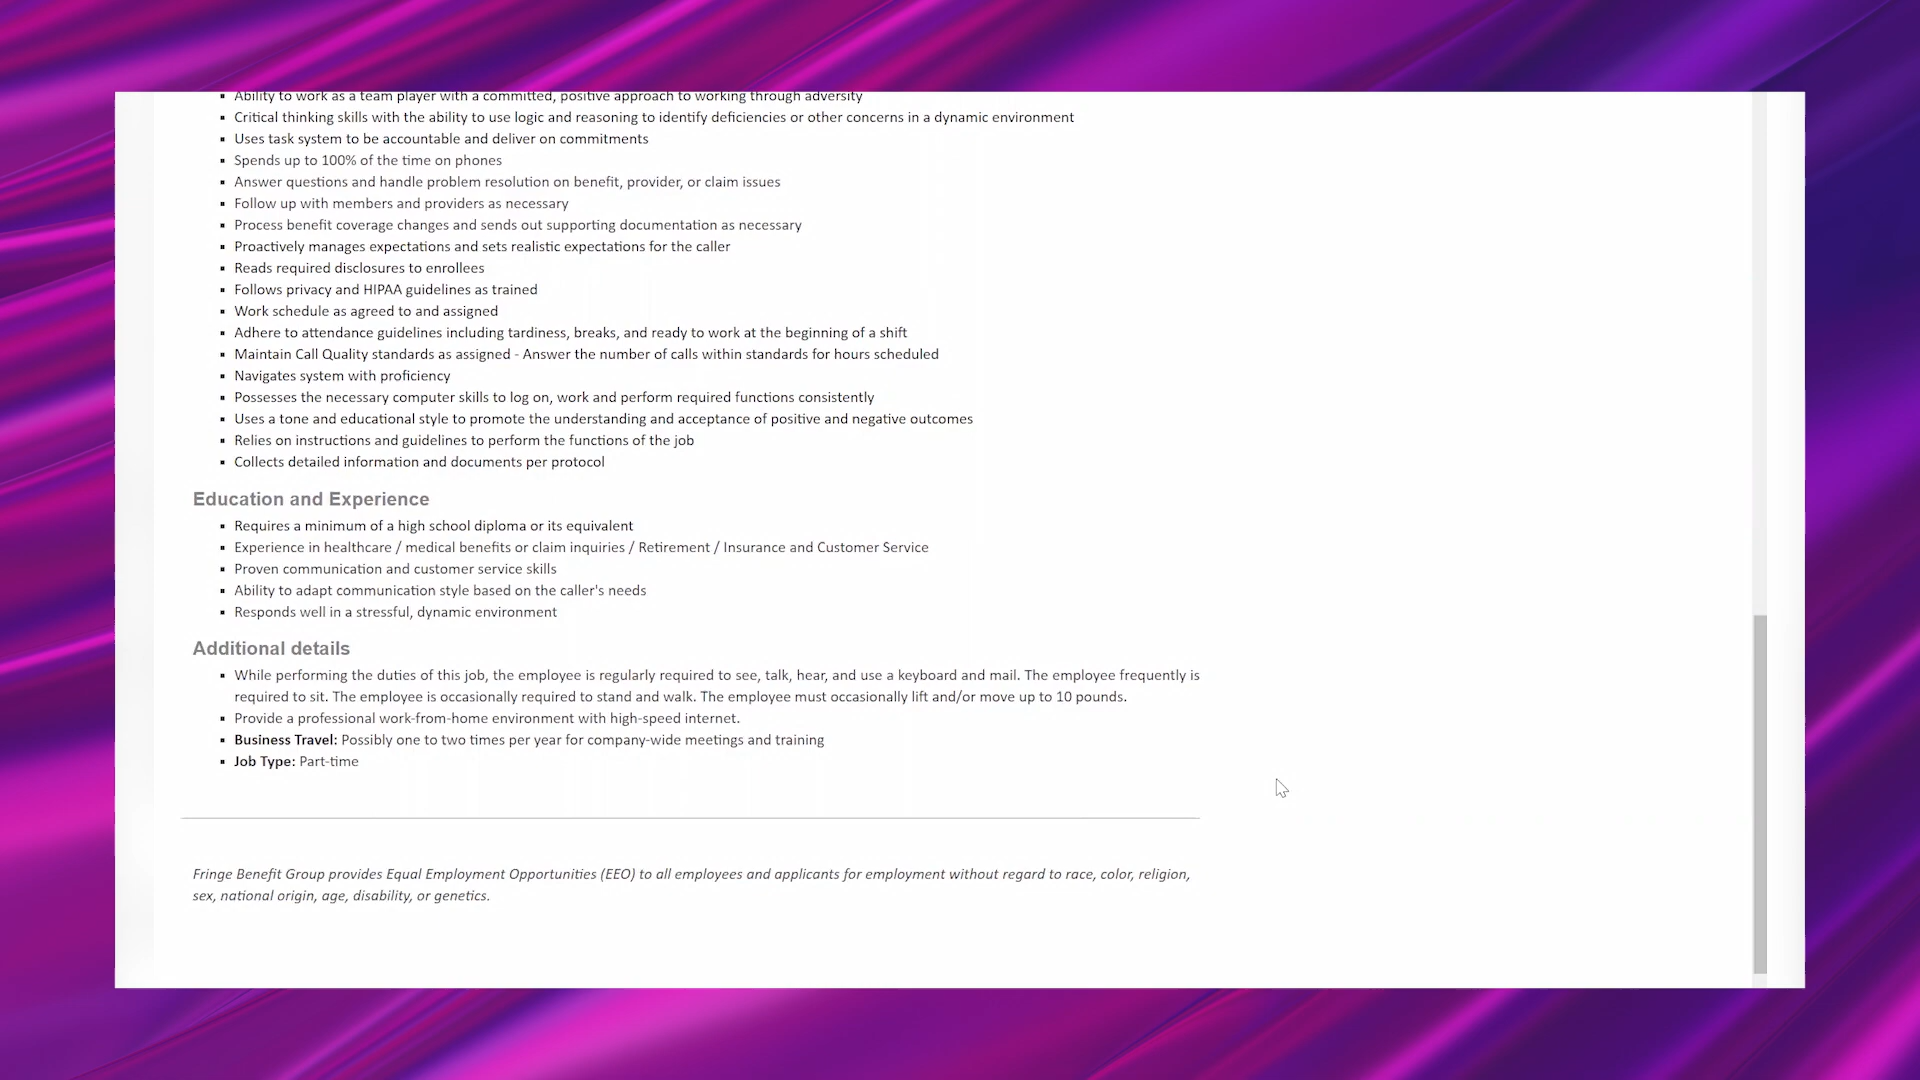 Ability to work as a team player with a committed, positive approach to working through adversity
Critical thinking skills with the ability to use logic and reasoning to identify deficiencies or other concerns in a dynamic environment
Uses task system to be accountable and deliver on commitments
Spends up to 100% of the time on phones
Answer questions and handle problem resolution on benefit, provider, or claim issues
Follow up with members and providers as necessary
Process benefit coverage changes and sends out supporting documentation as necessary
Proactively manages expectations and sets realistic expectations for the caller
Reads required disclosures to enrollees
Follows privacy and HIPAA guidelines as trained
Work schedule as agreed to and assigned
Adhere to attendance guidelines including tardiness, breaks, and ready to work at the beginning of a shift
Maintain Call Quality standards as assigned - Answer the number of calls within standards for hours scheduled
Navigates system with proficiency
Possesses the necessary computer skills to log on, work and perform required functions consistently
Uses a tone and educational style to promote the understanding and acceptance of positive and negative outcomes
Relies on instructions and guidelines to perform the functions of the job
Collects detailed information and documents per protocol
Education and Experience
Requires a minimum of a high school diploma or its equivalent
Experience in healthcare / medical benefits or claim inquiries / Retirement / Insurance and Customer Service
Proven communication and customer service skills
Ability to adapt communication style based on the caller's needs
Responds well in a stressful, dynamic environment
Additional details
While performing the duties of this job, the employee is regularly required to see, talk, hear, and use a keyboard and mail. The employee frequently is
required to sit. The employee is occasionally required to stand and walk. The employee must occasionally lift and/or move up to 10 pounds.
Provide a professional work-from-home environment with high-speed internet.
Business Travel: Possibly one to two times per year for company-wide meetings and training
Job Type: Part-time
Fringe Benefit Group provides Equal Employment Opportunities (EEO) to all employees and applicants for employment without regard to race, color, religion,
sex, national origin, age, disability, or genetics.